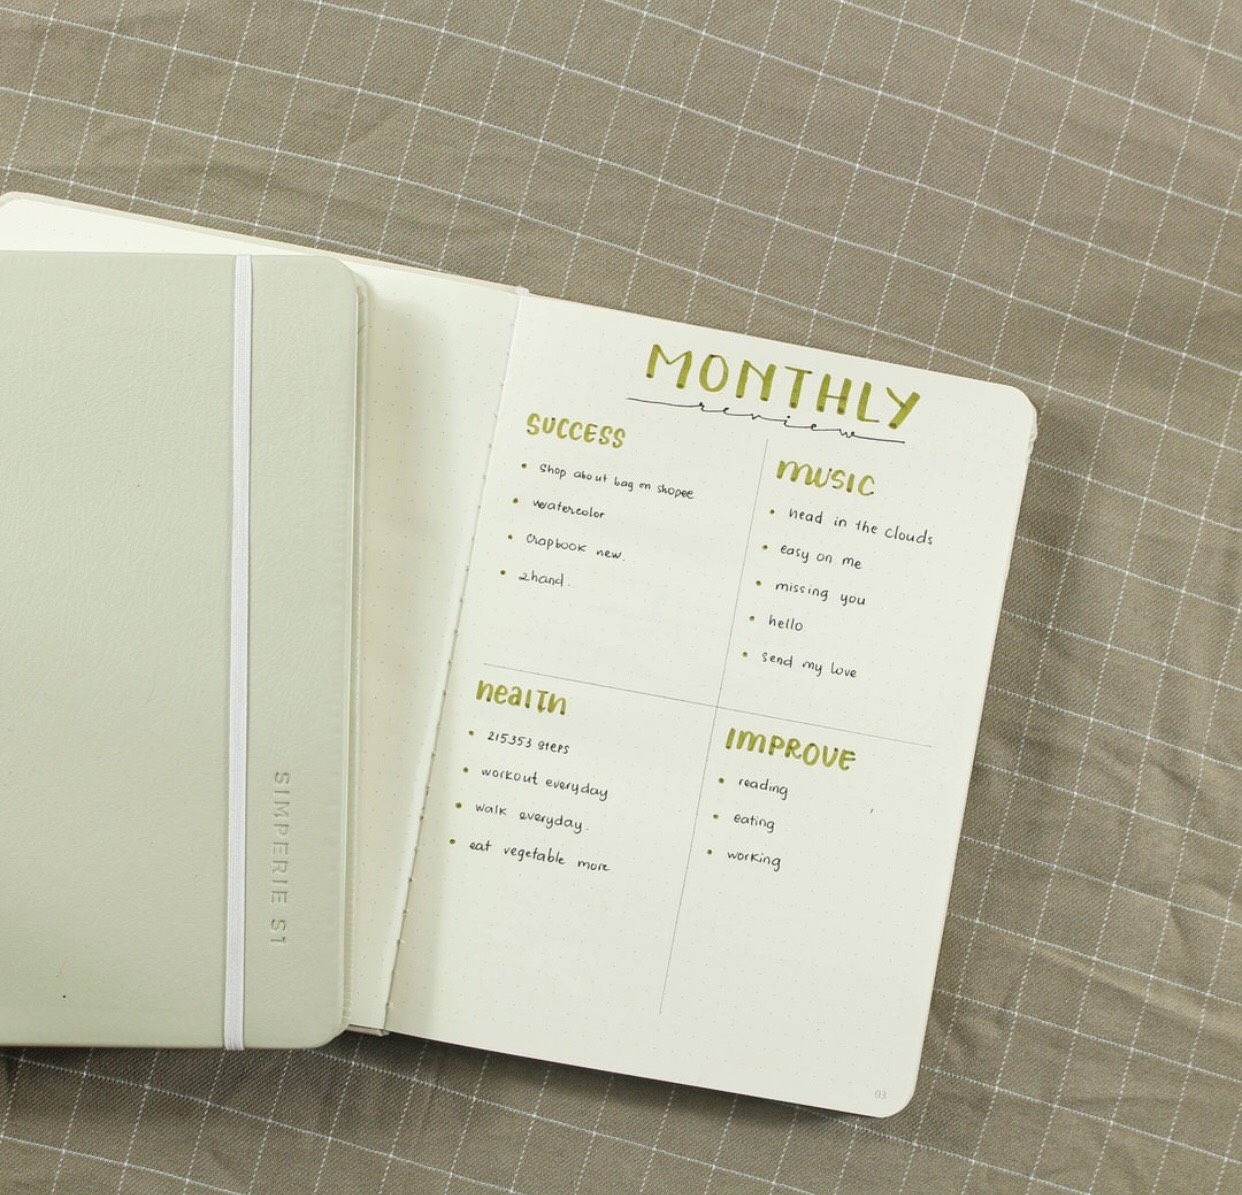 MONTHLY
review
SUCCESS
• Shop about bag on shopee
• watercolor
• Crapbook new.
• 2hand.
MUSIC
• head in the clouds
• easy on me
• missing you
• hello
• send my love
health
• 215353 steps
• workout everyday
• walk everyday.
• eat vegetable more
IMPROVE
• reading
• eating
• working
03
SIMPERIE S1